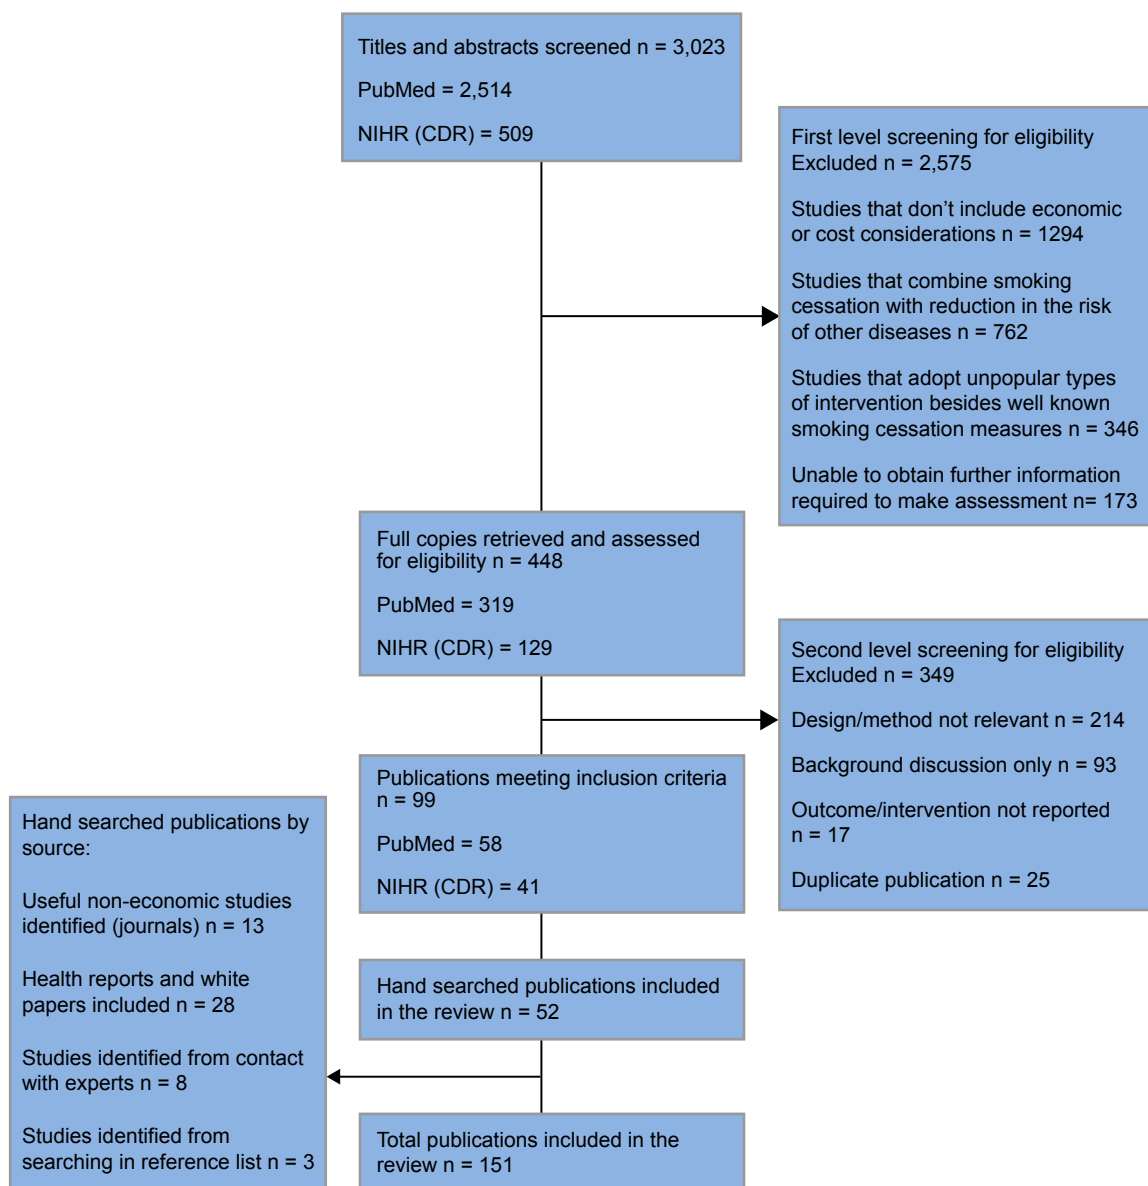 Titles and abstracts screened n = 3,023
PubMed = 2,514
NIHR (CDR) = 509
First level screening for eligibility
Excluded n = 2,575
Studies that don’t include economic
or cost considerations n = 1294
Studies that combine smoking
cessation with reduction in the risk
of other diseases n = 762
Studies that adopt unpopular types
of intervention besides well known
smoking cessation measures n = 346
Unable to obtain further information
required to make assessment n= 173
Full copies retrieved and assessed
for eligibility n = 448
PubMed = 319
NIHR (CDR) = 129
Second level screening for eligibility
Excluded n = 349
Design/method not relevant n = 214
Background discussion only n = 93
Outcome/intervention not reported
n = 17
Duplicate publication n = 25
Publications meeting inclusion criteria
n = 99
PubMed = 58
NIHR (CDR) = 41
Hand searched publications by
source:
Useful non-economic studies
identified (journals) n = 13
Health reports and white
papers included n = 28
Studies identified from contact
with experts n = 8
Studies identified from
searching in reference list n = 3
Hand searched publications included
in the review n = 52
Total publications included in the
review n = 151